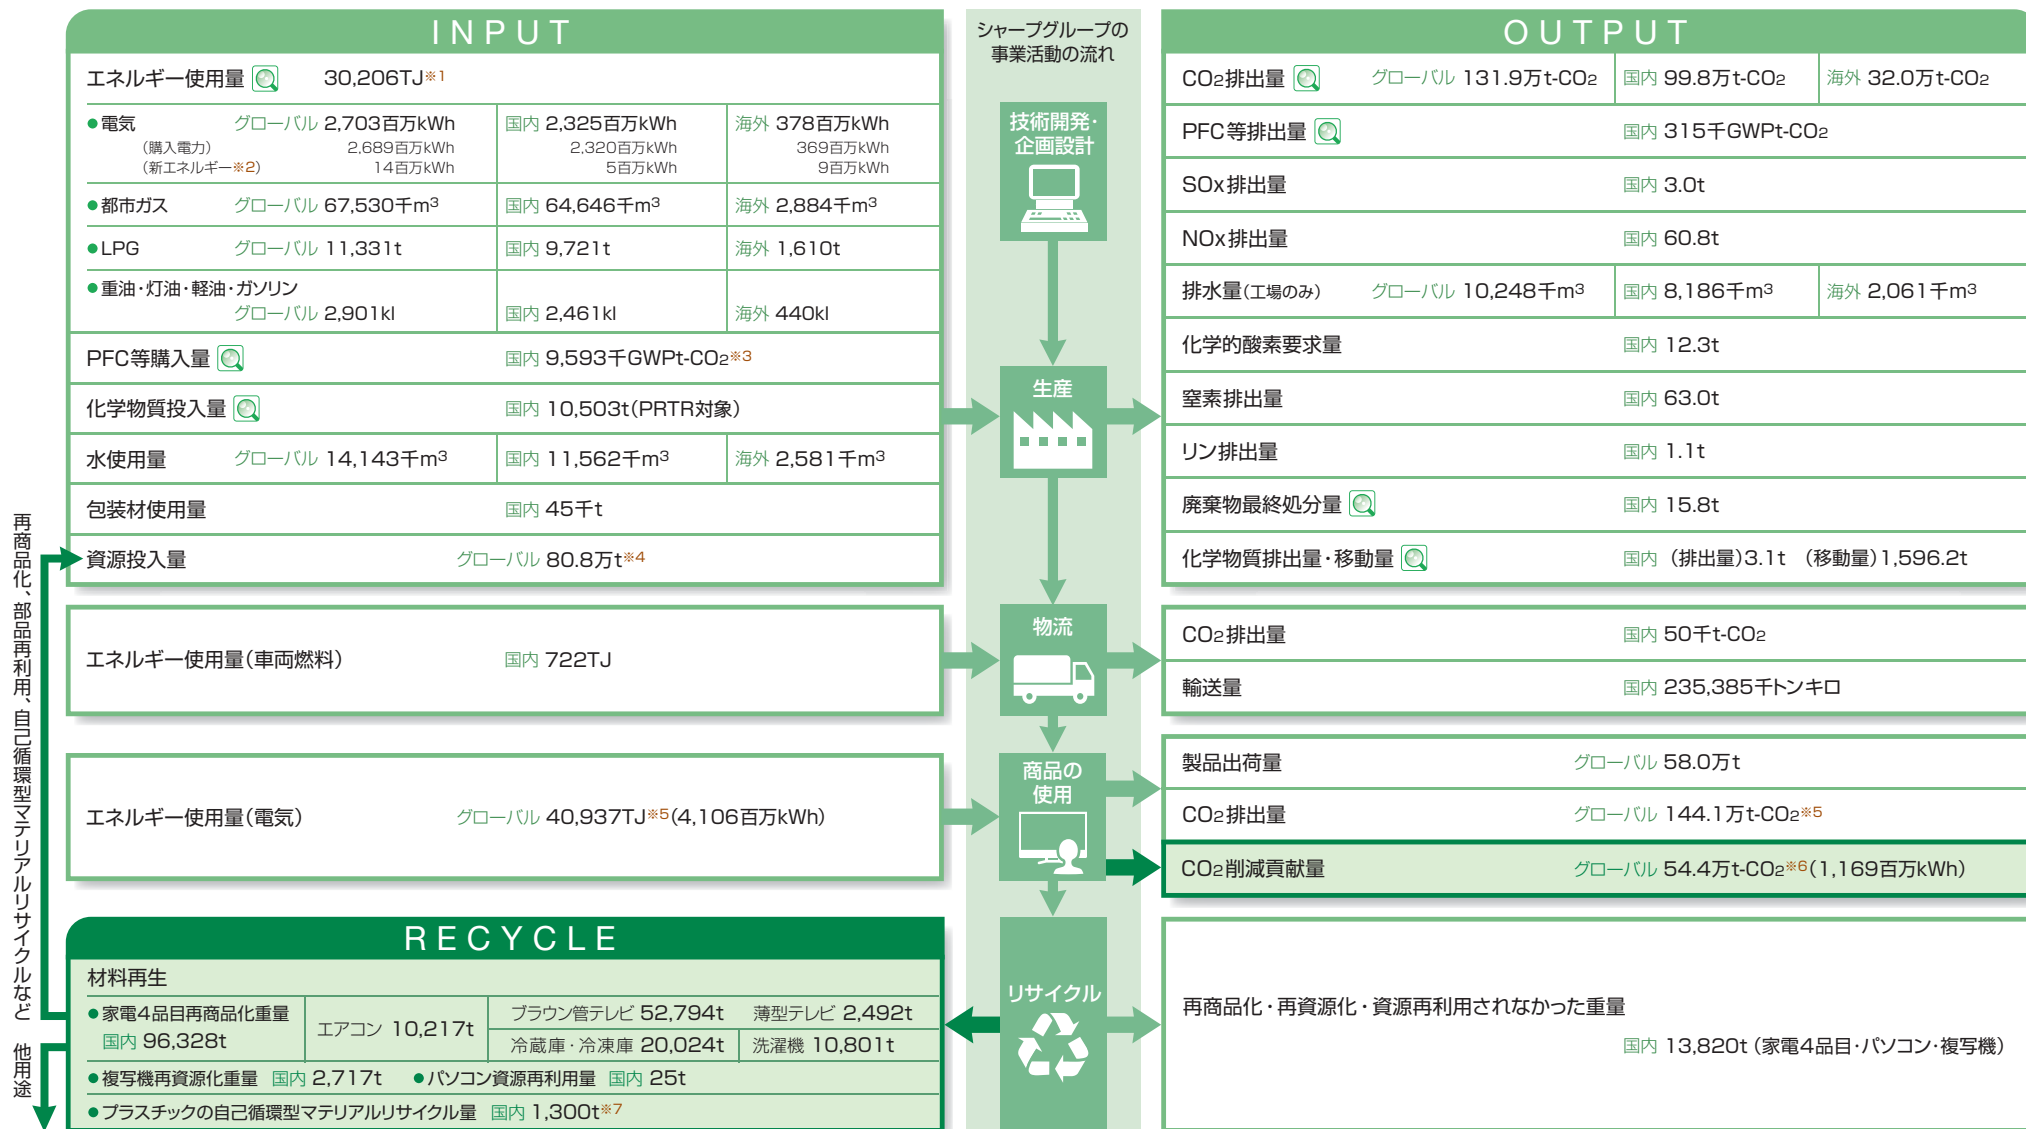 INPUT
エネルギー使用量 30,206TJ※1
●電気 グローバル 2,703百万kWh 国内 2,325百万kWh 海外 378百万kWh
(購入電力) 2,689百万kWh 2,320百万kWh 369百万kWh
(新エネルギー※2) 14百万kWh 5百万kWh 9百万kWh
●都市ガス グローバル 67,530千m³ 国内 64,646千m³ 海外 2,884千m³
●LPG グローバル 11,331t 国内 9,721t 海外 1,610t
●重油・灯油・軽油・ガソリン
グローバル 2,901kl 国内 2,461kl 海外 440kl
PFC等購入量 国内 9,593千GWPt-CO2※3
化学物質投入量 国内 10,503t(PRTR対象)
水使用量 グローバル 14,143千m³ 国内 11,562千m³ 海外 2,581千m³
包装材使用量 国内 45千t
資源投入量 グローバル 80.8万t※4
エネルギー使用量(車両燃料) 国内 722TJ
エネルギー使用量(電気) グローバル 40,937TJ※5(4,106百万kWh)
再商品化、部品再利用、自己循環型マテリアルリサイクルなど
他用途
RECYCLE
材料再生
●家電4品目再商品化重量
国内 96,328t
エアコン 10,217t
ブラウン管テレビ 52,794t 薄型テレビ 2,492t
冷蔵庫・冷凍庫 20,024t 洗濯機 10,801t
●複写機再資源化重量 国内 2,717t ●パソコン資源再利用量 国内 25t
●プラスチックの自己循環型マテリアルリサイクル量 国内 1,300t※7
シャープグループの
事業活動の流れ
技術開発・
企画設計
生産
物流
商品の
使用
リサイクル
OUTPUT
CO2排出量 グローバル 131.9万t-CO2 国内 99.8万t-CO2 海外 32.0万t-CO2
PFC等排出量 国内 315千GWPt-CO2
SOx排出量 国内 3.0t
NOx排出量 国内 60.8t
排水量(工場のみ) グローバル 10,248千m³ 国内 8,186千m³ 海外 2,061千m³
化学的酸素要求量 国内 12.3t
窒素排出量 国内 63.0t
リン排出量 国内 1.1t
廃棄物最終処分量 国内 15.8t
化学物質排出量・移動量 国内 (排出量)3.1t (移動量)1,596.2t
CO2排出量 国内 50千t-CO2
輸送量 国内 235,385千トンキロ
製品出荷量 グローバル 58.0万t
CO2排出量 グローバル 144.1万t-CO2※5
CO2削減貢献量 グローバル 54.4万t-CO2※6(1,169百万kWh)
再商品化・再資源化・資源再利用されなかった重量
国内 13,820t (家電4品目・パソコン・複写機)